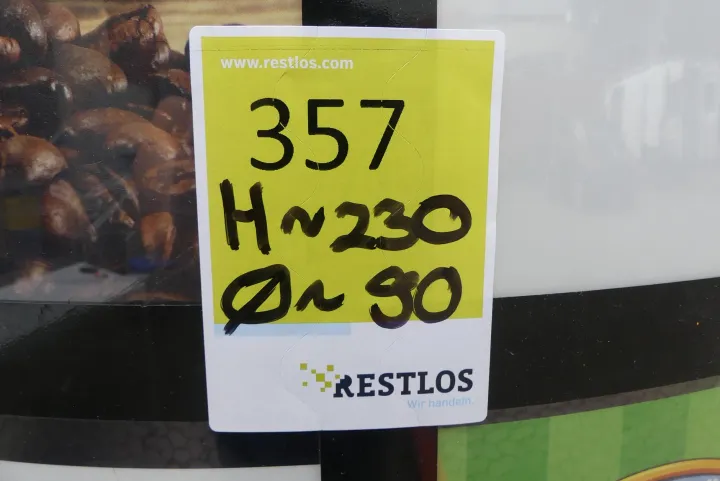 www.restlos.com
357
H ~ 230
Ø ~ 90
RESTLOS
Wir handeln.